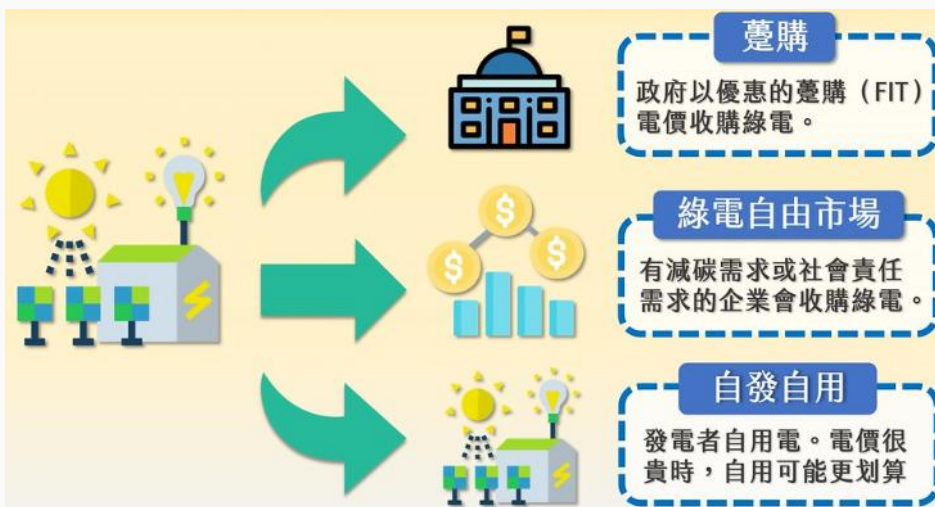 躉購
政府以優惠的躉購（FIT）
電價收購綠電。
綠電自由市場
有減碳需求或社會責任
需求的企業會收購綠電。
自發自用
發電者自用電。電價很
貴時，自用可能更划算